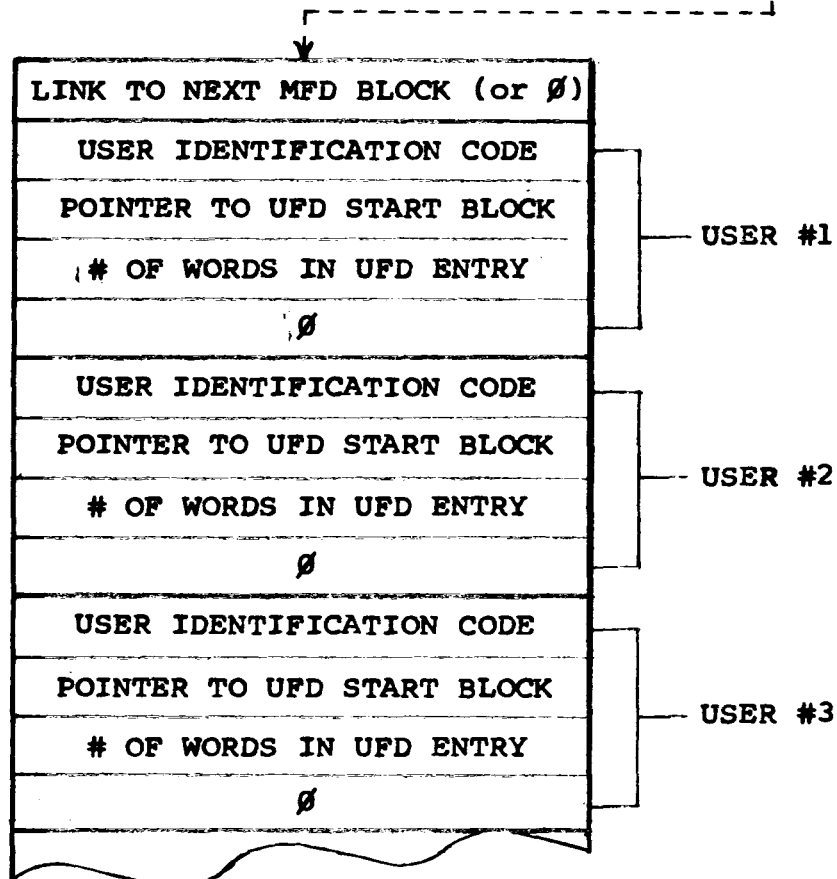 LINK TO NEXT MFD BLOCK (or Ø)
USER IDENTIFICATION CODE
POINTER TO UFD START BLOCK
# OF WORDS IN UFD ENTRY
Ø
USER #1
USER IDENTIFICATION CODE
POINTER TO UFD START BLOCK
# OF WORDS IN UFD ENTRY
Ø
USER #2
USER IDENTIFICATION CODE
POINTER TO UFD START BLOCK
# OF WORDS IN UFD ENTRY
Ø
USER #3